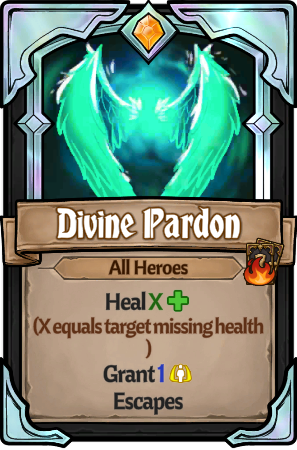 Divine Pardon
All Heroes
Heal X
(X equals target missing health
)
Grant 1
Escapes